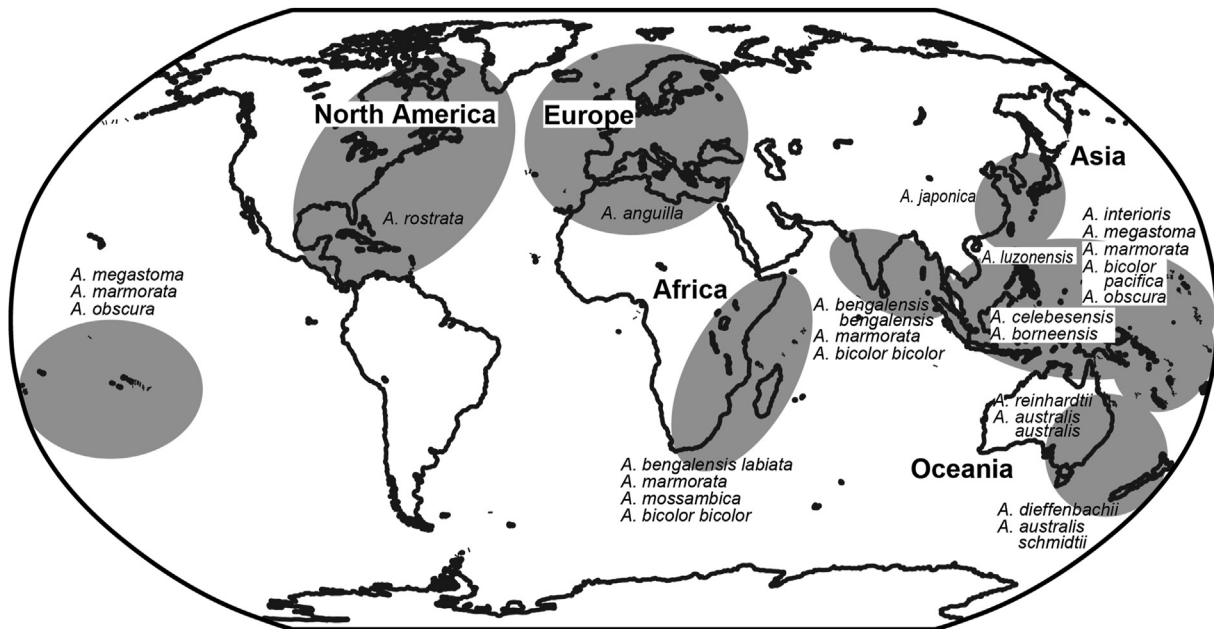 North America
Europe
Asia
A. rostrata
A. anguilla
A. japonica
A. interioris
A. megastoma
A. marmorata
A. bicolor
pacifica
A. obscura
A. luzonensis
A. celebesensis
A. borneensis
A. megastoma
A. marmorata
A. obscura
Africa
A. bengalensis
bengalensis
A. marmorata
A. bicolor bicolor
A. reinhardtii
A. australis
australis
Oceania
A. bengalensis labiata
A. marmorata
A. mossambica
A. bicolor bicolor
A. dieffenbachii
A. australis
schmidtii